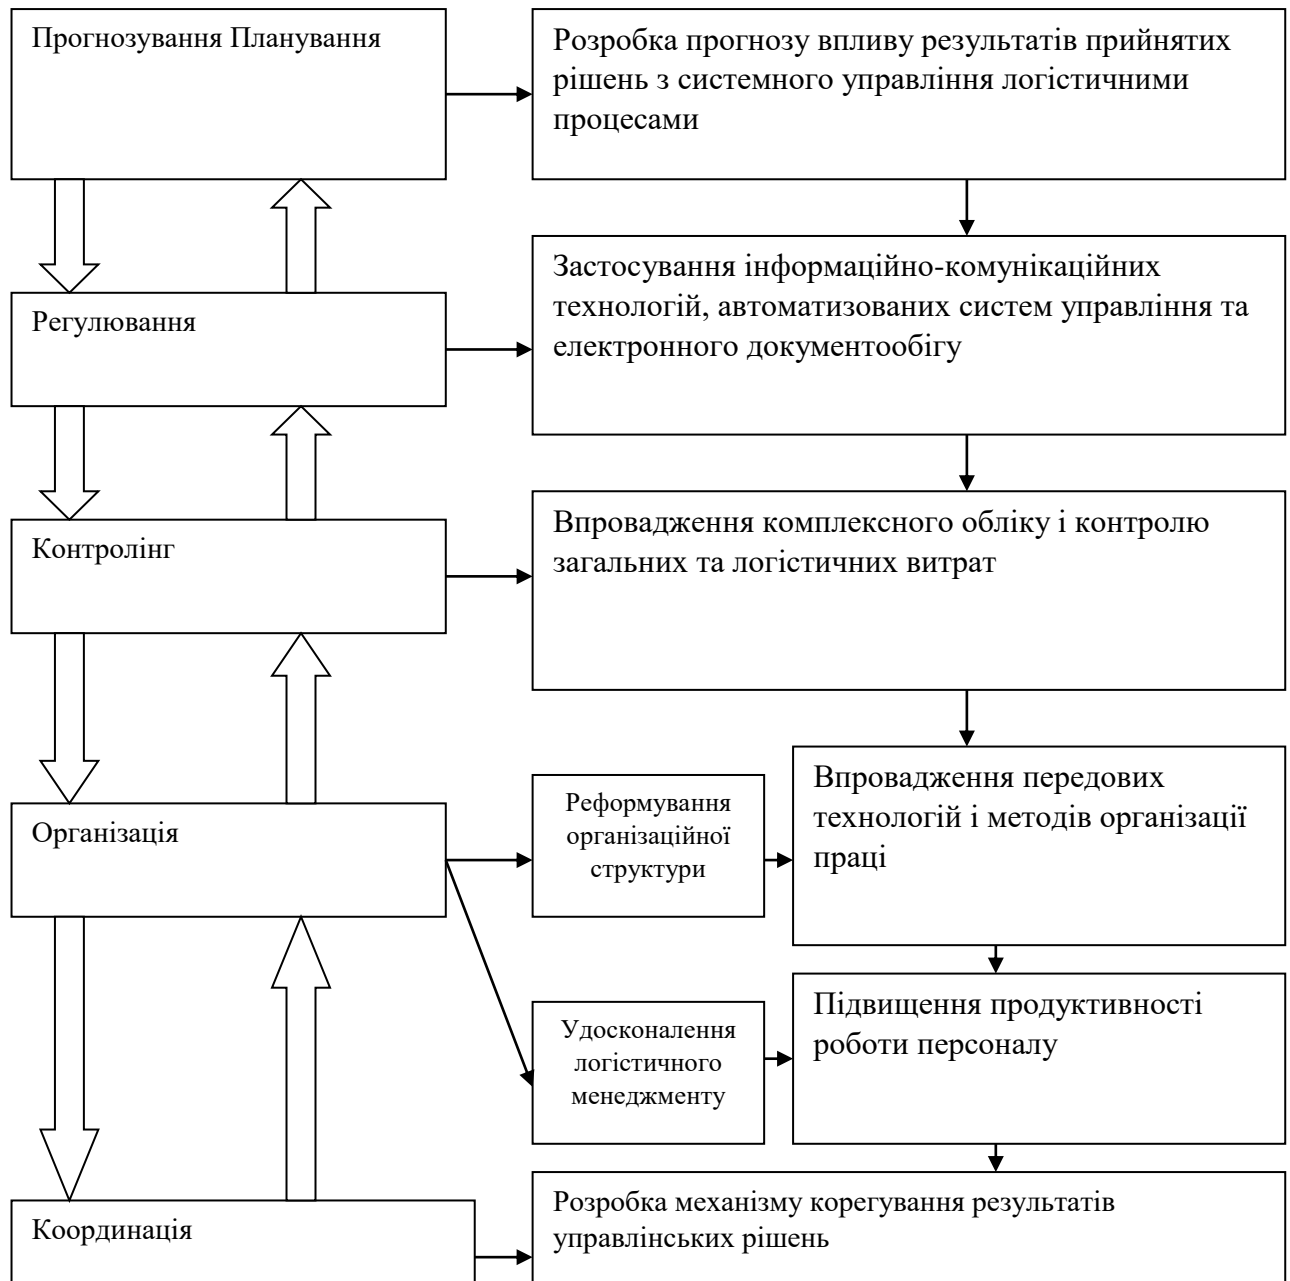 Прогнозування Планування
Розробка прогнозу впливу результатів прийнятих
рішень з системного управління логістичними
процесами
Регулювання
Застосування інформаційно-комунікаційних
технологій, автоматизованих систем управління та
електронного документообігу
Контролінг
Впровадження комплексного обліку і контролю
загальних та логістичних витрат
Організація
Реформування
організаційної
структури
Впровадження передових
технологій і методів організації
праці
Удосконалення
логістичного
менеджменту
Підвищення продуктивності
роботи персоналу
Координація
Розробка механізму корегування результатів
управлінських рішень